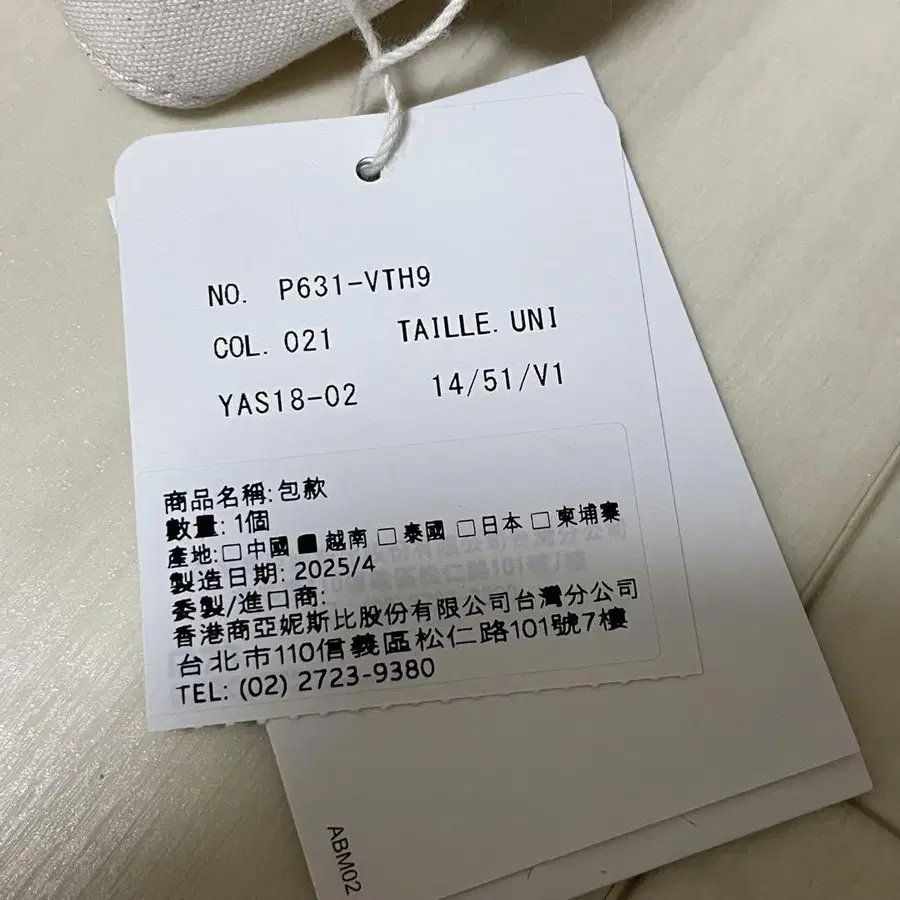 NO. P631-VTH9
COL. 021 TAILLE. UNI
YAS18-02 14/51/V1
商品名稱: 包款
數量: 1個
產地: □ 中國 ■ 越南 □ 泰國 □ 日本 □ 柬埔寨
製造日期: 2025/4
委製/進口商:
香港商亞妮斯比股份有限公司台灣分公司
台北市110信義區松仁路101號7樓
TEL: (02) 2723-9380
ABM02